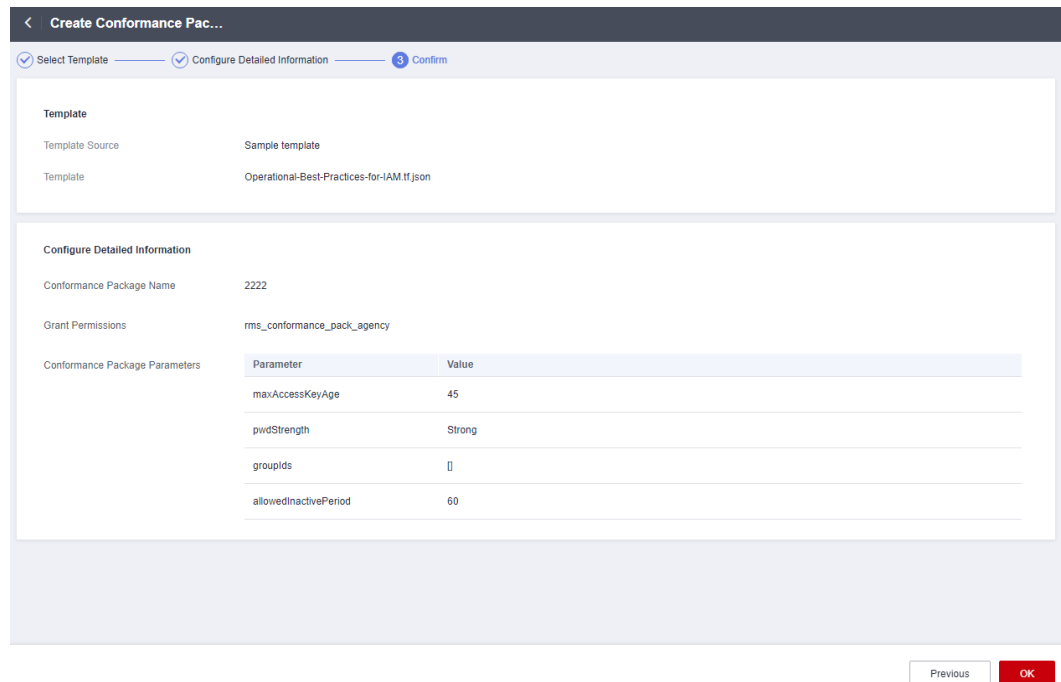 Create Conformance Pac...
Select Template Configure Detailed Information 3 Confirm
Template
Template Source Sample template
Template Operational-Best-Practices-for-IAM.tf.json
Configure Detailed Information
Conformance Package Name 2222
Grant Permissions rms_conformance_pack_agency
Conformance Package Parameters Parameter Value
maxAccessKeyAge 45
pwdStrength Strong
groupIds []
allowedInactivePeriod 60
Previous OK